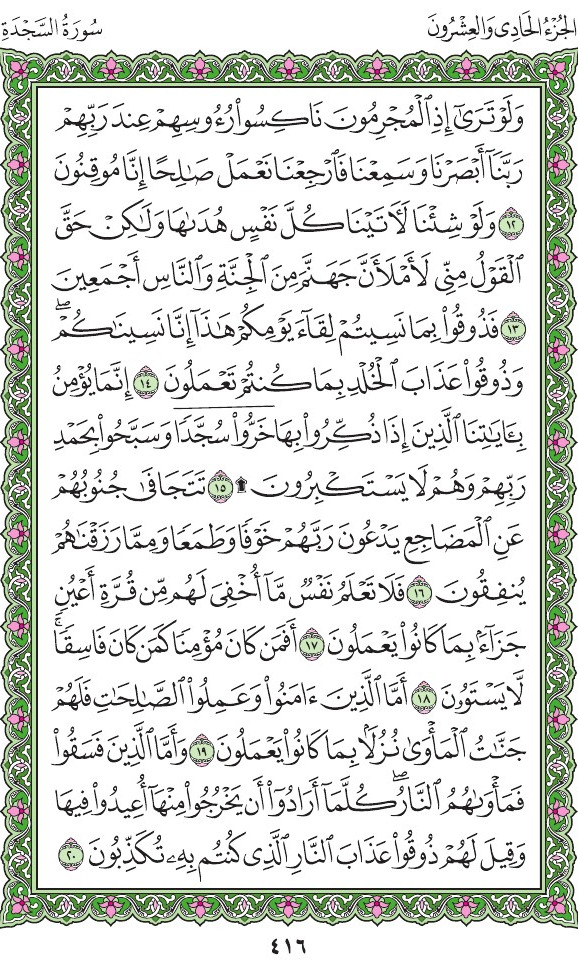 الجُزْءُ الحَادِى وَالعِشْرُونَ
سُورَةُ السَّجْدَةِ
وَلَوْ تَرَىٰٓ إِذِ ٱلْمُجْرِمُونَ نَاكِسُوا۟ رُءُوسِهِمْ عِندَ رَبِّهِمْ
رَبَّنَآ أَبْصَرْنَا وَسَمِعْنَا فَٱرْجِعْنَا نَعْمَلْ صَـٰلِحًا إِنَّا مُوقِنُونَ
١٢ وَلَوْ شِئْنَا لَـَٔاتَيْنَا كُلَّ نَفْسٍ هُدَىٰهَا وَلَـٰكِنْ حَقَّ
ٱلْقَوْلُ مِنِّى لَأَمْلَأَنَّ جَهَنَّمَ مِنَ ٱلْجِنَّةِ وَٱلنَّاسِ أَجْمَعِينَ
١٣ فَذُوقُوا۟ بِمَا نَسِيتُمْ لِقَآءَ يَوْمِكُمْ هَـٰذَآ إِنَّا نَسِينَـٰكُمْ ۖ
وَذُوقُوا۟ عَذَابَ ٱلْخُلْدِ بِمَا كُنتُمْ تَعْمَلُونَ ١٤ إِنَّمَا يُؤْمِنُ
بِـَٔايَـٰتِنَا ٱلَّذِينَ إِذَا ذُكِّرُوا۟ بِهَا خَرُّوا۟ سُجَّدًا وَسَبَّحُوا۟ بِحَمْدِ
رَبِّهِمْ وَهُمْ لَا يَسْتَكْبِرُونَ ۩ ١٥ تَتَجَافَىٰ جُنُوبُهُمْ
عَنِ ٱلْمَضَاجِعِ يَدْعُونَ رَبَّهُمْ خَوْفًا وَطَمَعًا وَمِمَّا رَزَقْنَـٰهُمْ
يُنفِقُونَ ١٦ فَلَا تَعْلَمُ نَفْسٌ مَّآ أُخْفِىَ لَهُم مِّن قُرَّةِ أَعْيُنٍ
جَزَآءًۢ بِمَا كَانُوا۟ يَعْمَلُونَ ١٧ أَفَمَن كَانَ مُؤْمِنًا كَمَن كَانَ فَاسِقًا ۚ
لَّا يَسْتَوُۥنَ ١٨ أَمَّا ٱلَّذِينَ ءَامَنُوا۟ وَعَمِلُوا۟ ٱلصَّـٰلِحَـٰتِ فَلَهُمْ
جَنَّـٰتُ ٱلْمَأْوَىٰ نُزُلًۢا بِمَا كَانُوا۟ يَعْمَلُونَ ١٩ وَأَمَّا ٱلَّذِينَ فَسَقُوا۟
فَمَأْوَىٰهُمُ ٱلنَّارُ ۖ كُلَّمَآ أَرَادُوٓا۟ أَن يَخْرُجُوا۟ مِنْهَآ أُعِيدُوا۟ فِيهَا
وَقِيلَ لَهُمْ ذُوقُوا۟ عَذَابَ ٱلنَّارِ ٱلَّذِى كُنتُم بِهِۦ تُكَذِّبُونَ ٢٠
٤١٦